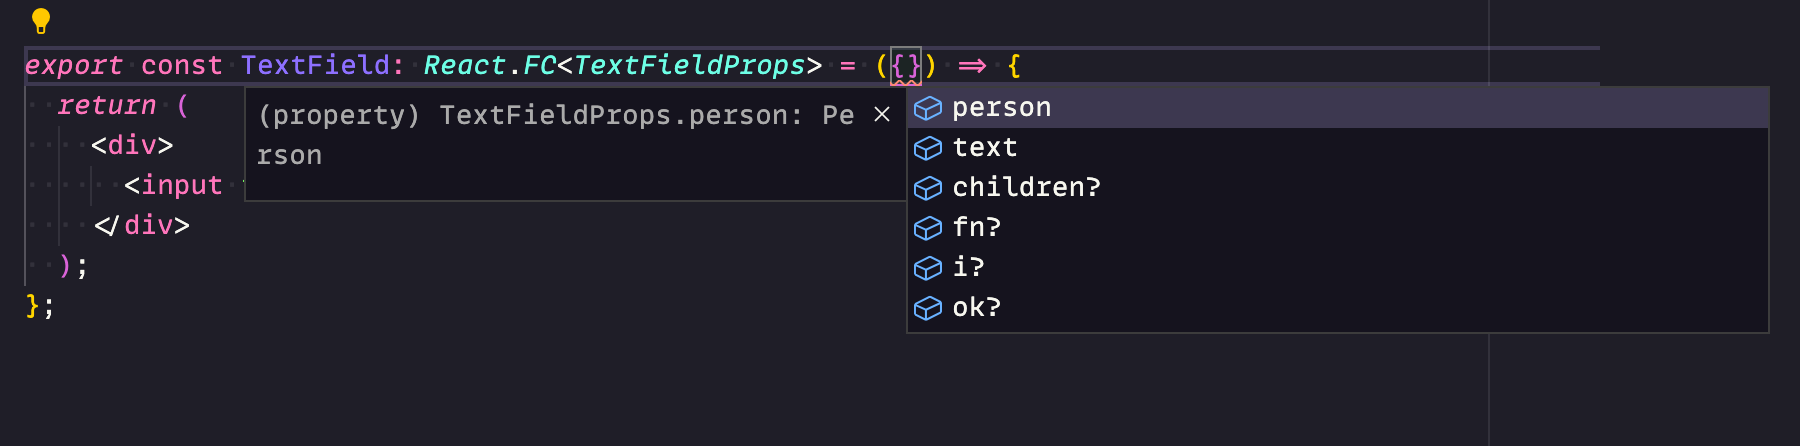 export const TextField: React.FC<TextFieldProps> = ({}) => {
return (
<div>
<input
</div>
);
};
(property) TextFieldProps.person: Pe
rson
person
text
children?
fn?
i?
ok?